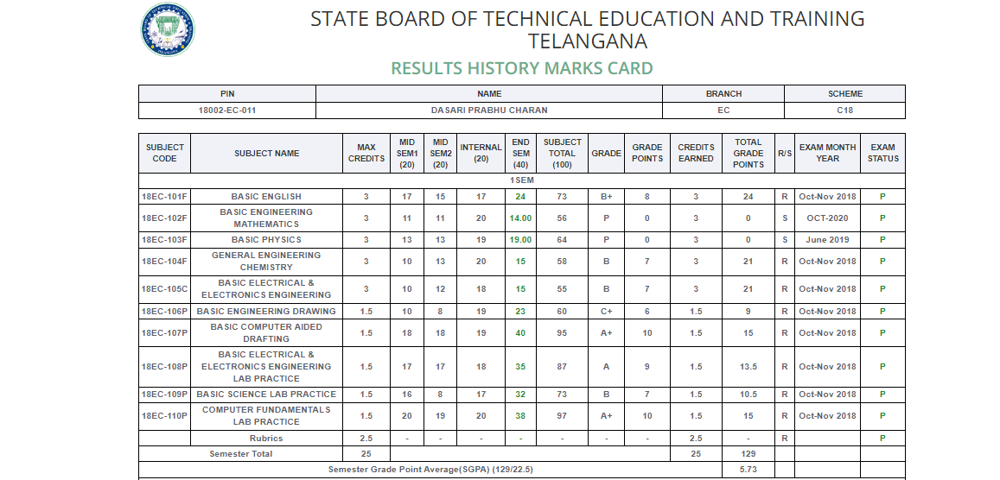 STATE BOARD OF TECHNICAL EDUCATION AND TRAINING
TELANGANA
RESULTS HISTORY MARKS CARD
PIN NAME BRANCH SCHEME
18002-EC-011 DASARI PRABHU CHARAN EC C18
SUBJECT CODE SUBJECT NAME MAX CREDITS MID SEM1 (20) MID SEM2 (20) INTERNAL (20) END SEM (40) SUBJECT TOTAL (100) GRADE GRADE POINTS CREDITS EARNED TOTAL GRADE POINTS R/S EXAM MONTH YEAR EXAM STATUS
1SEM
18EC-101F BASIC ENGLISH 3 17 15 17 24 73 B+ 8 3 24 R Oct-Nov 2018 P
18EC-102F BASIC ENGINEERING MATHEMATICS 3 11 11 20 14.00 56 P 0 3 0 S OCT-2020 P
18EC-103F BASIC PHYSICS 3 13 13 19 19.00 64 P 0 3 0 S June 2019 P
18EC-104F GENERAL ENGINEERING CHEMISTRY 3 10 13 20 15 58 B 7 3 21 R Oct-Nov 2018 P
18EC-105C BASIC ELECTRICAL & ELECTRONICS ENGINEERING 3 10 12 18 15 55 B 7 3 21 R Oct-Nov 2018 P
18EC-106P BASIC ENGINEERING DRAWING 1.5 10 8 19 23 60 C+ 6 1.5 9 R Oct-Nov 2018 P
18EC-107P BASIC COMPUTER AIDED DRAFTING 1.5 18 18 19 40 95 A+ 10 1.5 15 R Oct-Nov 2018 P
18EC-108P BASIC ELECTRICAL & ELECTRONICS ENGINEERING LAB PRACTICE 1.5 17 17 18 35 87 A 9 1.5 13.5 R Oct-Nov 2018 P
18EC-109P BASIC SCIENCE LAB PRACTICE 1.5 16 8 17 32 73 B 7 1.5 10.5 R Oct-Nov 2018 P
18EC-110P COMPUTER FUNDAMENTALS LAB PRACTICE 1.5 20 19 20 38 97 A+ 10 1.5 15 R Oct-Nov 2018 P
Rubrics 2.5 - - - - - - - 2.5 - R P
Semester Total 25 25 129
Semester Grade Point Average(SGPA) (129/22.5) 5.73
TELANGANA